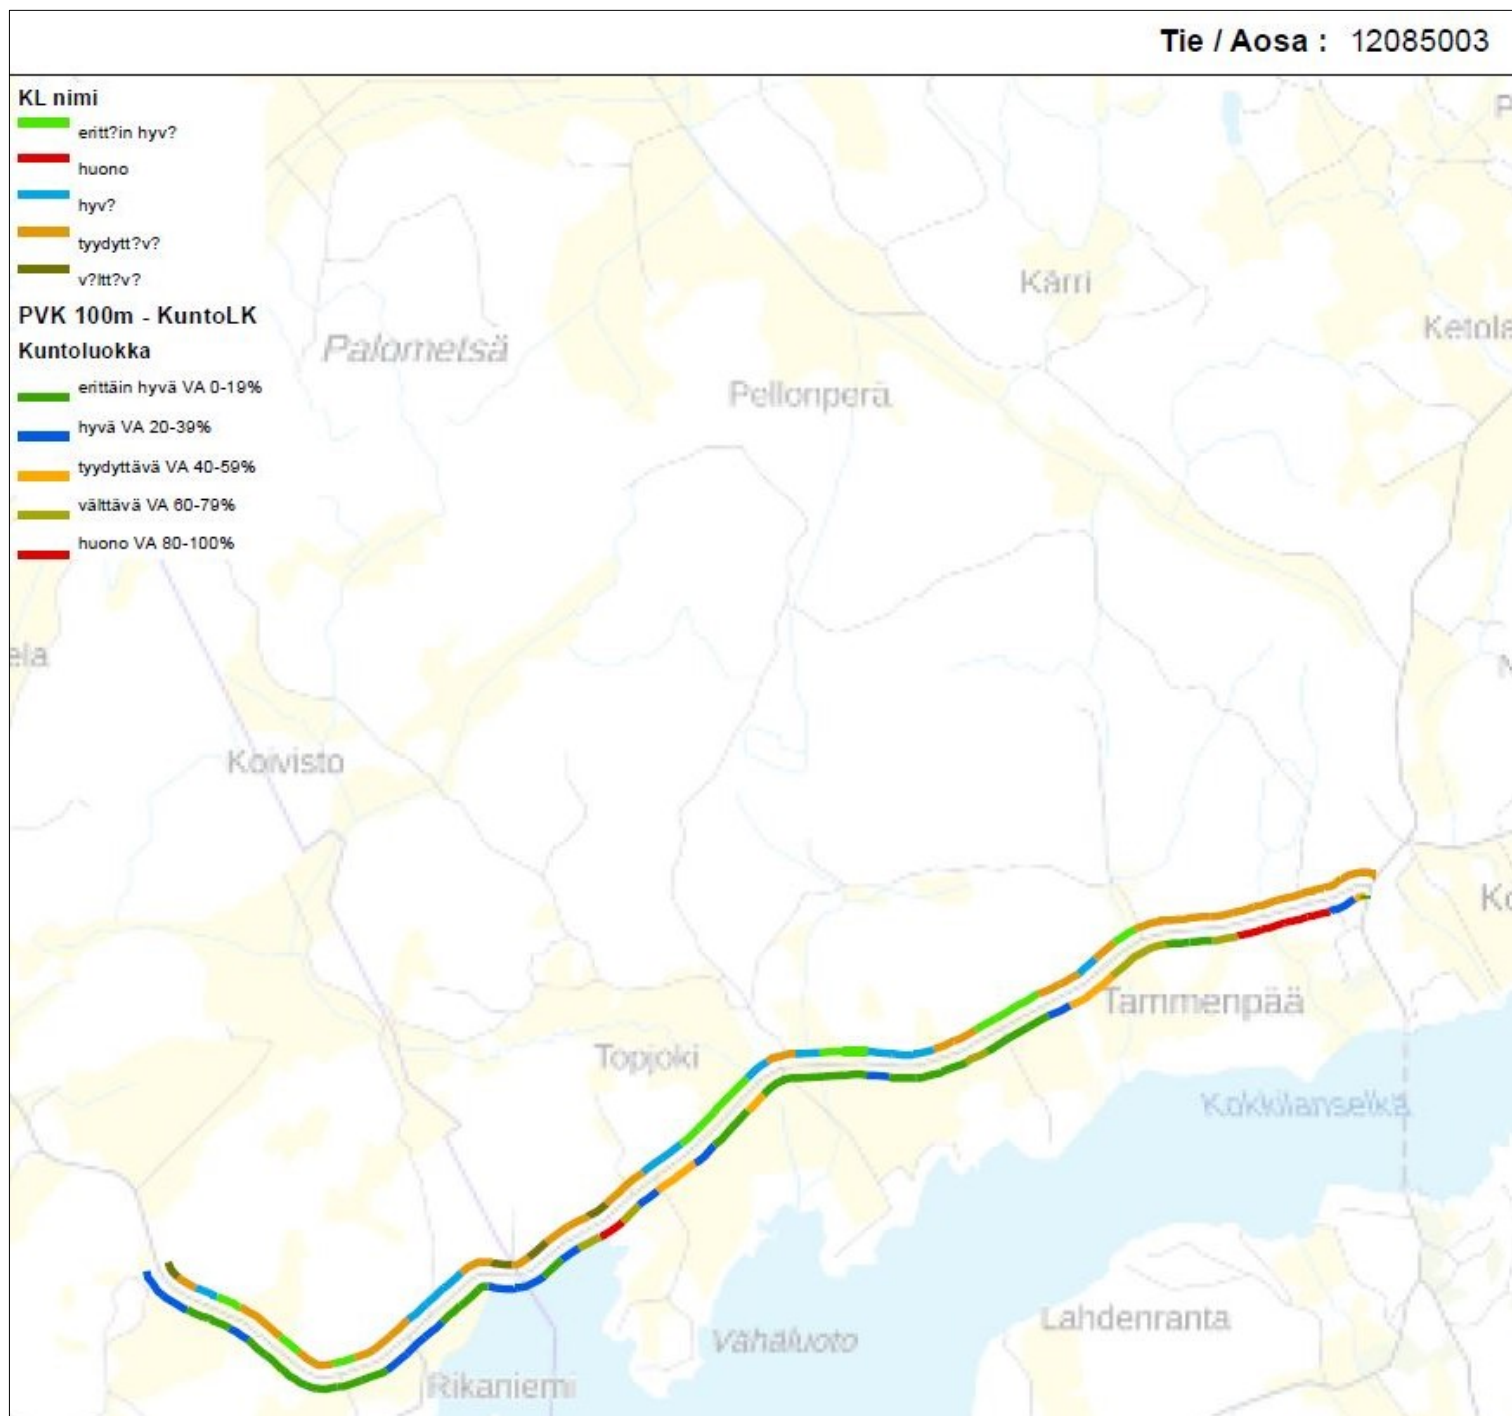 Tie / Aosa : 12085003
KL nimi
eritt?in hyv?
huono
hyv?
tyydytt?v?
v?ltt?v?
PVK 100m - KuntoLK
Kuntoluokka
erittäin hyvä VA 0-19%
hyvä VA 20-39%
tyydyttävä VA 40-59%
välttävä VA 60-79%
huono VA 80-100%
P
Kärri
Ketola
Palometsä
Pellonperä
ela
N
Koivisto
Ko
Tammenpää
Topjoki
Kokkilanselkä
Lahdenranta
Vähäluoto
Rikaniemi